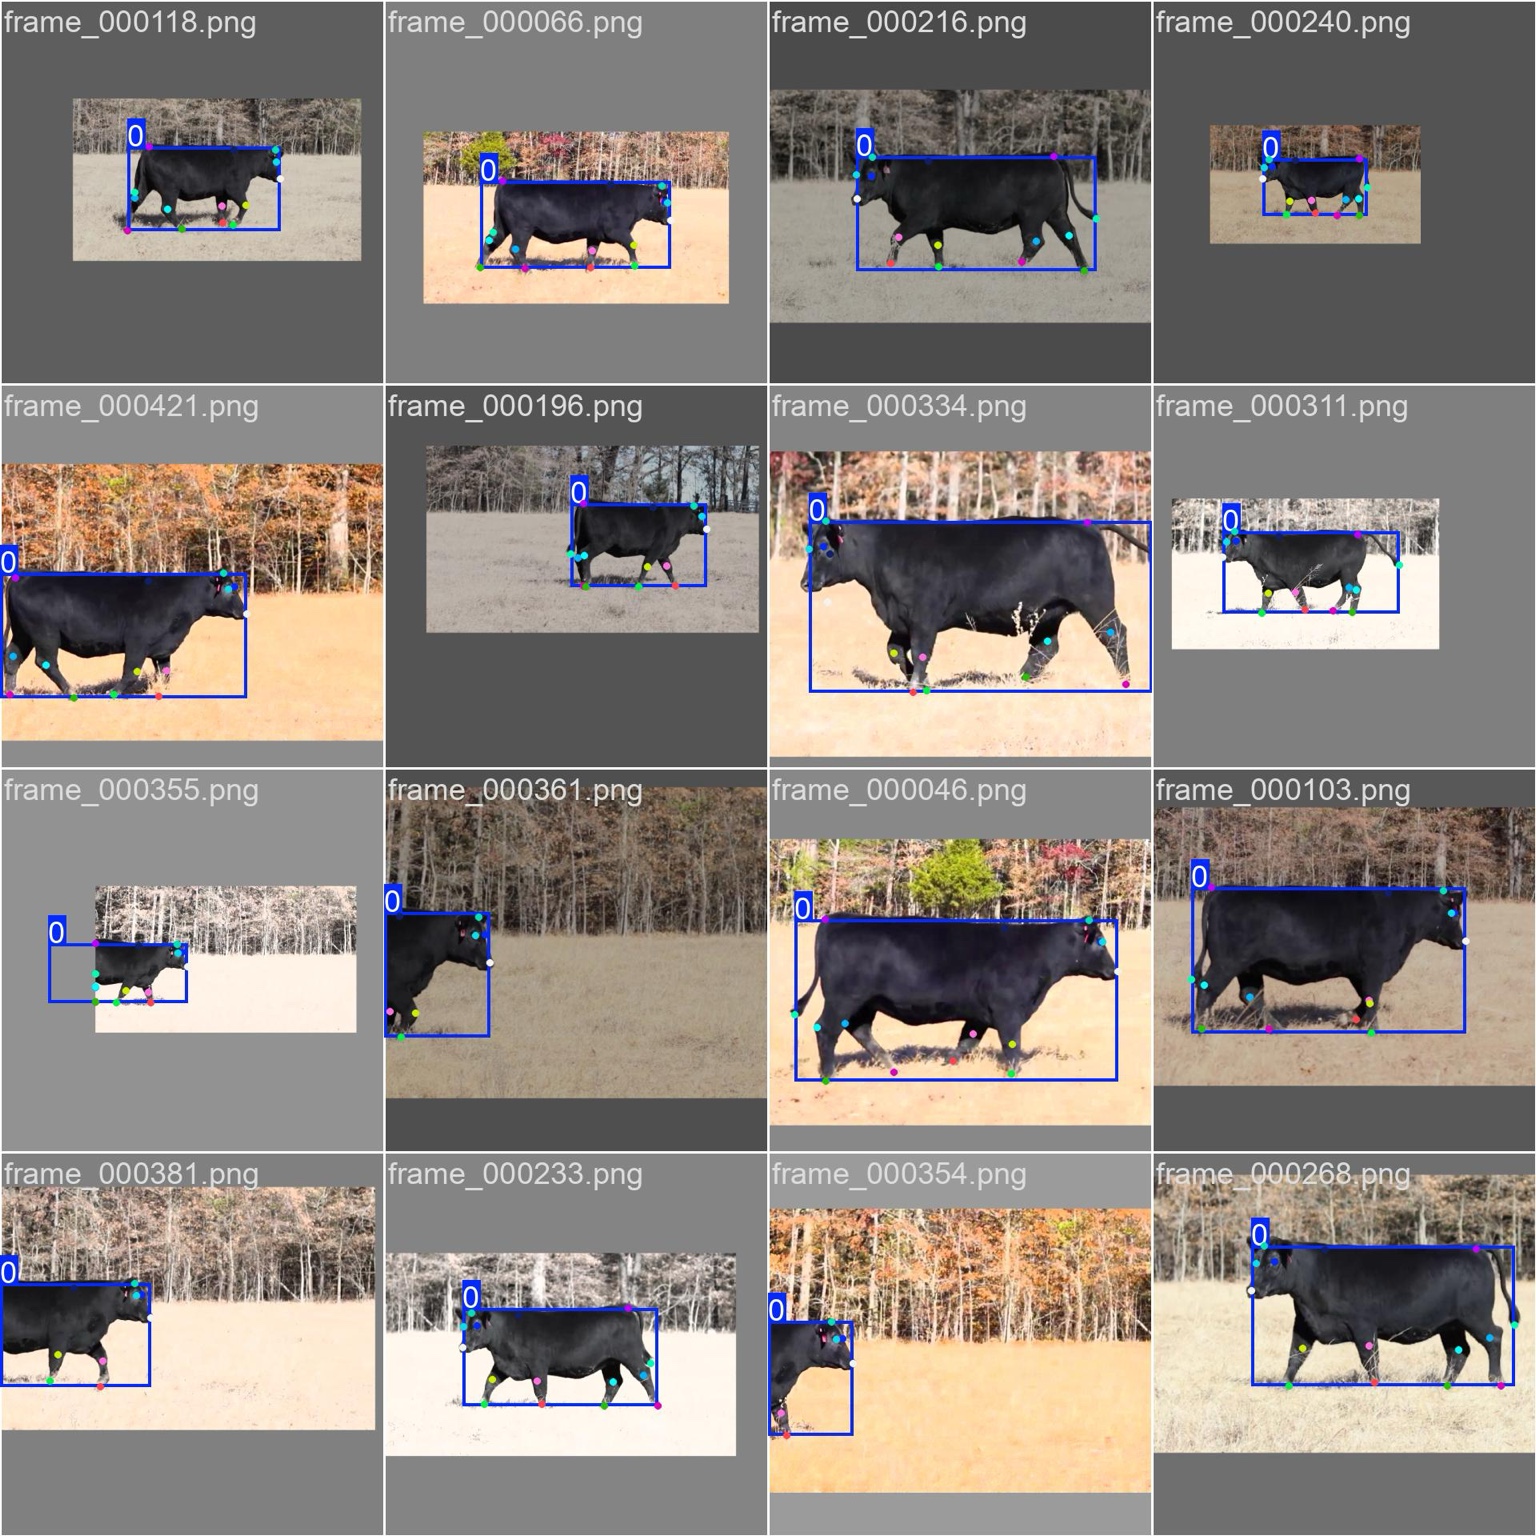 frame_000118.png
frame_000066.png
frame_000216.png
frame_000240.png
0
0
0
0
frame_000421.png
frame_000196.png
frame_000334.png
frame_000311.png
0
0
0
0
frame_000355.png
frame_000361.png
frame_000046.png
frame_000103.png
0
0
0
0
frame_000381.png
frame_000233.png
frame_000354.png
frame_000268.png
0
0
0
0